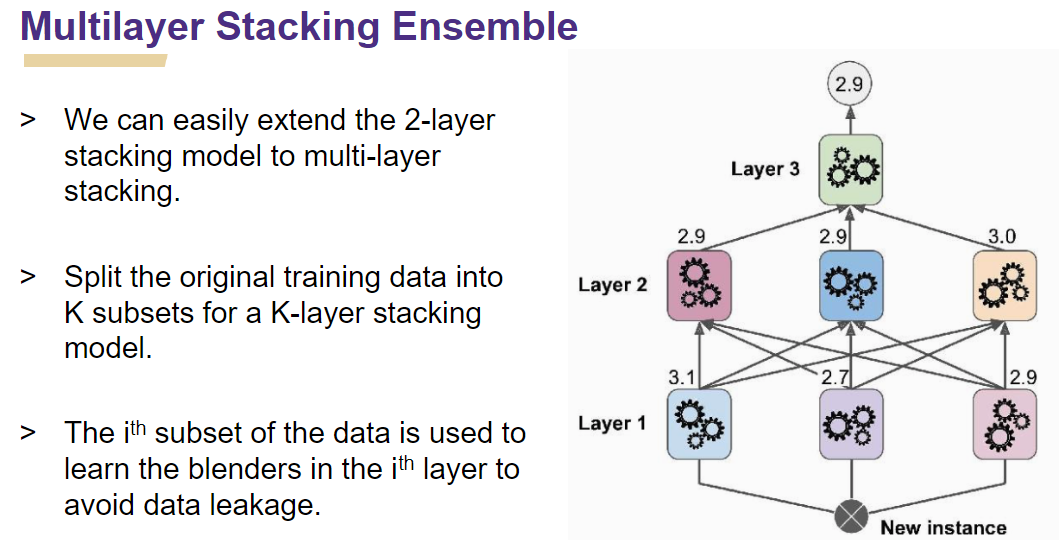 Multilayer Stacking Ensemble
> We can easily extend the 2-layer
stacking model to multi-layer
stacking.
> Split the original training data into
K subsets for a K-layer stacking
model.
> The ith subset of the data is used to
learn the blenders in the ith layer to
avoid data leakage.
2.9
Layer 3
2.9 2.9 3.0
Layer 2
3.1 2.7 2.9
Layer 1
New instance